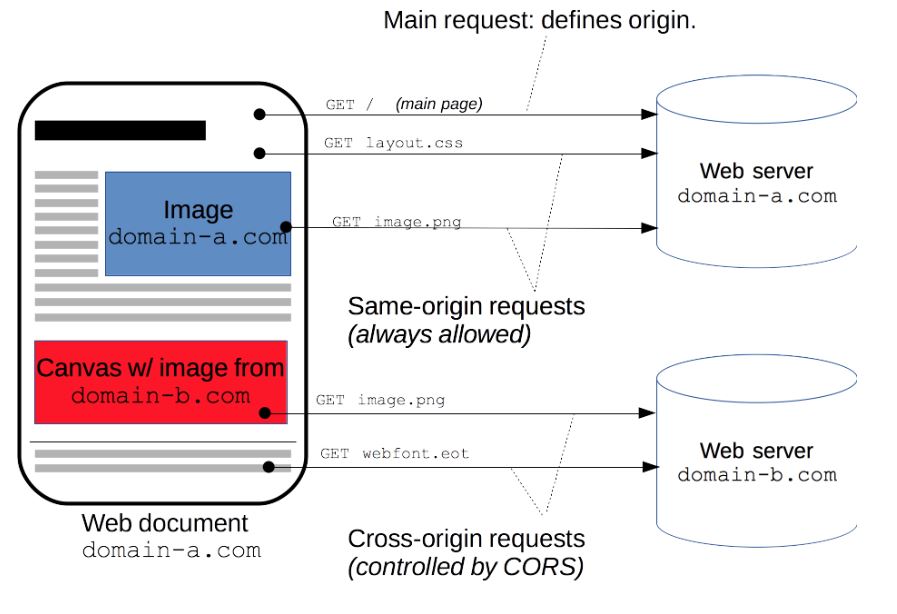 Main request: defines origin.
GET / (main page)
GET layout.css
Web server
domain-a.com
Image
domain-a.com
GET image.png
Same-origin requests
(always allowed)
Canvas w/ image from
domain-b.com
GET image.png
GET webfont.eot
Web server
domain-b.com
Web document
domain-a.com
Cross-origin requests
(controlled by CORS)